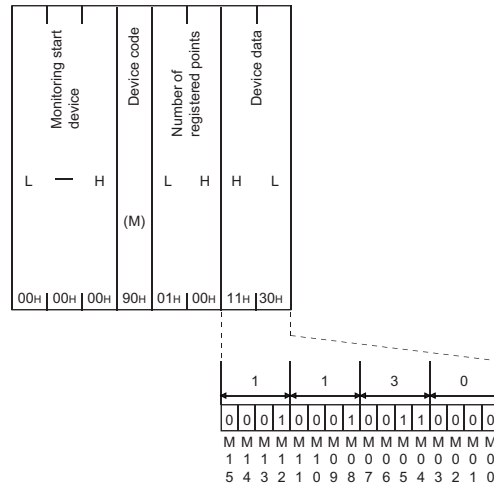 Monitoring start device
Device code
Number of registered points
Device data
L — H
(M)
L H
H L
00H 00H 00H 90H 01H 00H 11H 30H
1 1 3 0
0 0 0 1 0 0 0 1 0 0 1 1 0 0 0 0
M M M M M M M M M M M M M M M M
1 1 1 1 1 1 0 0 0 0 0 0 0 0 0 0
5 4 3 2 1 0 9 8 7 6 5 4 3 2 1 0